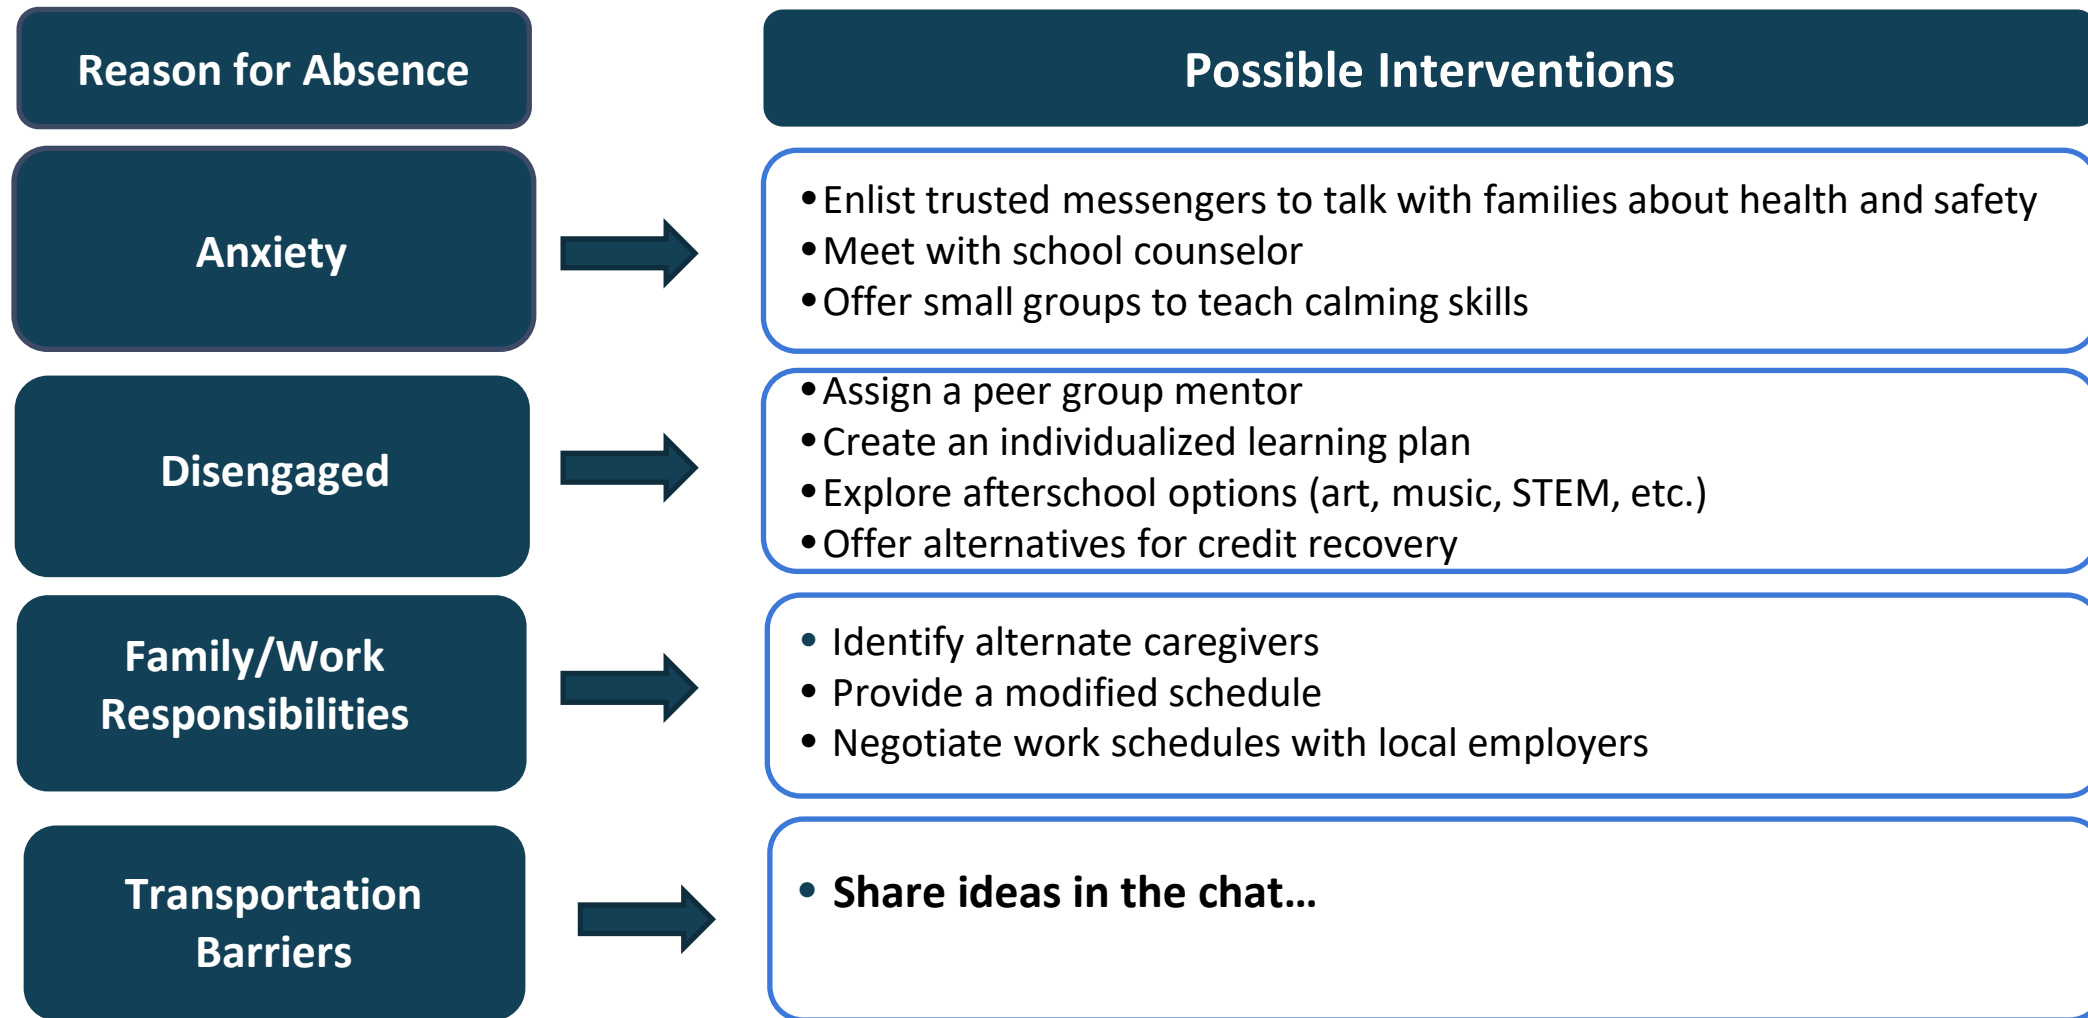 Reason for Absence
Possible Interventions
Anxiety
•Enlist trusted messengers to talk with families about health and safety
•Meet with school counselor
•Offer small groups to teach calming skills
Disengaged
•Assign a peer group mentor
•Create an individualized learning plan
•Explore afterschool options (art, music, STEM, etc.)
•Offer alternatives for credit recovery
Family/Work
Responsibilities
• Identify alternate caregivers
• Provide a modified schedule
• Negotiate work schedules with local employers
Transportation
Barriers
• Share ideas in the chat...